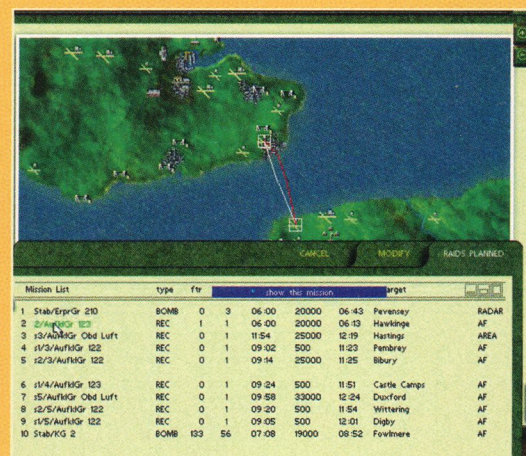 CANCEL MODIFY RAIDS PLANNED
Mission List type ftr show this mission arget
1 Stab/ErprGr 210 BOMB 0 3 06:00 20000 06:43 Pevensey RADAR
2 2/AufklGr 123 REC 1 1 06:00 20000 06:13 Hawkinge AF
3 s3/AufklGr Obd Luft REC 0 1 11:54 25000 12:19 Hastings AREA
4 s1/3/AufklGr 122 REC 0 1 09:02 500 11:23 Pembrey AF
5 s2/3/AufklGr 122 REC 0 1 09:14 25000 11:25 Bibury AF
6 s1/4/AufklGr 123 REC 0 1 09:24 500 11:51 Castle Camps AF
7 s5/AufklGr Obd Luft REC 0 1 09:58 33000 12:24 Duxford AF
8 s2/5/AufklGr 122 REC 0 1 09:20 500 11:54 Wittering AF
9 s1/5/AufklGr 122 REC 0 1 09:05 500 12:01 Digby AF
10 Stab/KG 2 BOMB 133 56 07:08 19000 08:52 Fowlmere AF